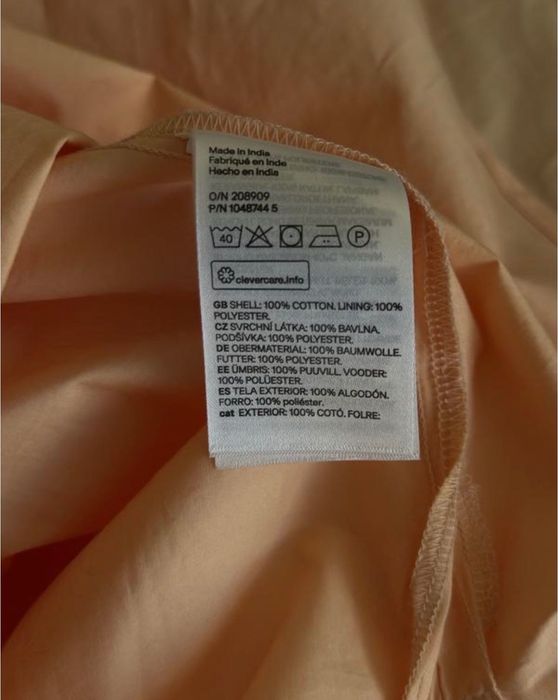 Made in India
Fabriqué en Inde
Hecho en India
O/N 208909
P/N 1048744 5
40 P
clevercare.info
GB SHELL: 100% COTTON. LINING: 100%
POLYESTER.
CZ SVRCHNÍ LÁTKA: 100% BAVLNA.
PODŠÍVKA: 100% POLYESTER.
DE OBERMATERIAL: 100% BAUMWOLLE.
FUTTER: 100% POLYESTER.
EE ÜMBRIS: 100% PUUVILL. VOODER:
100% POLÜESTER.
ES TELA EXTERIOR: 100% ALGODÓN.
FORRO: 100% poliéster.
cat EXTERIOR: 100% COTÓ. FOLRE: